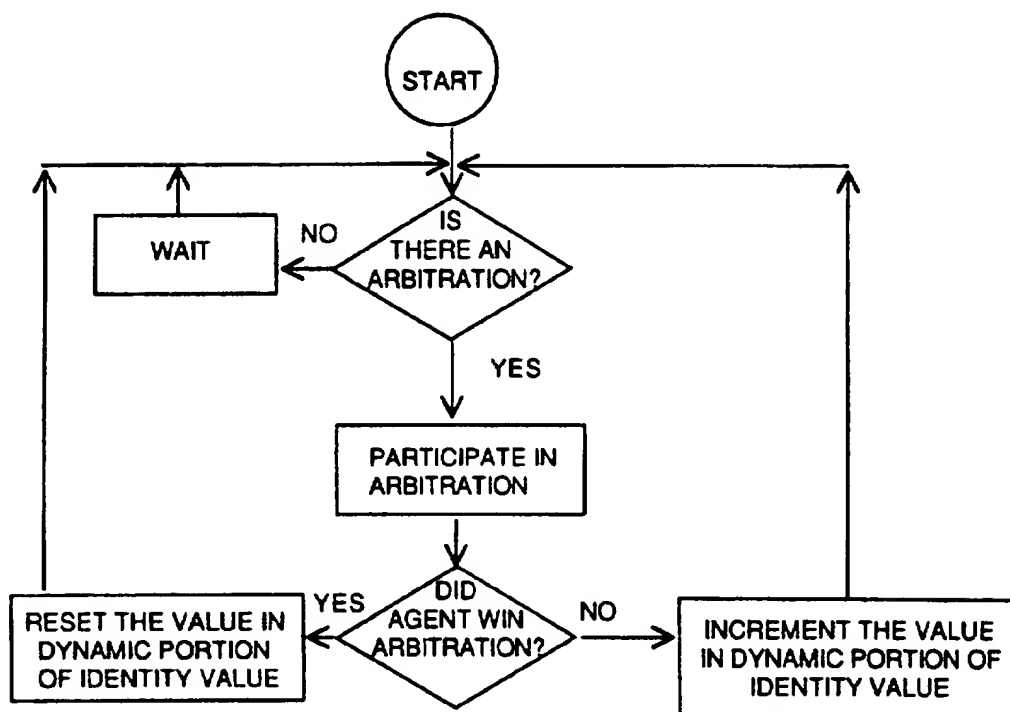 START
IS
THERE AN
ARBITRATION?
NO
WAIT
YES
PARTICIPATE IN
ARBITRATION
DID
AGENT WIN
ARBITRATION?
YES
NO
RESET THE VALUE IN
DYNAMIC PORTION
OF IDENTITY VALUE
INCREMENT THE VALUE
IN DYNAMIC PORTION OF
IDENTITY VALUE